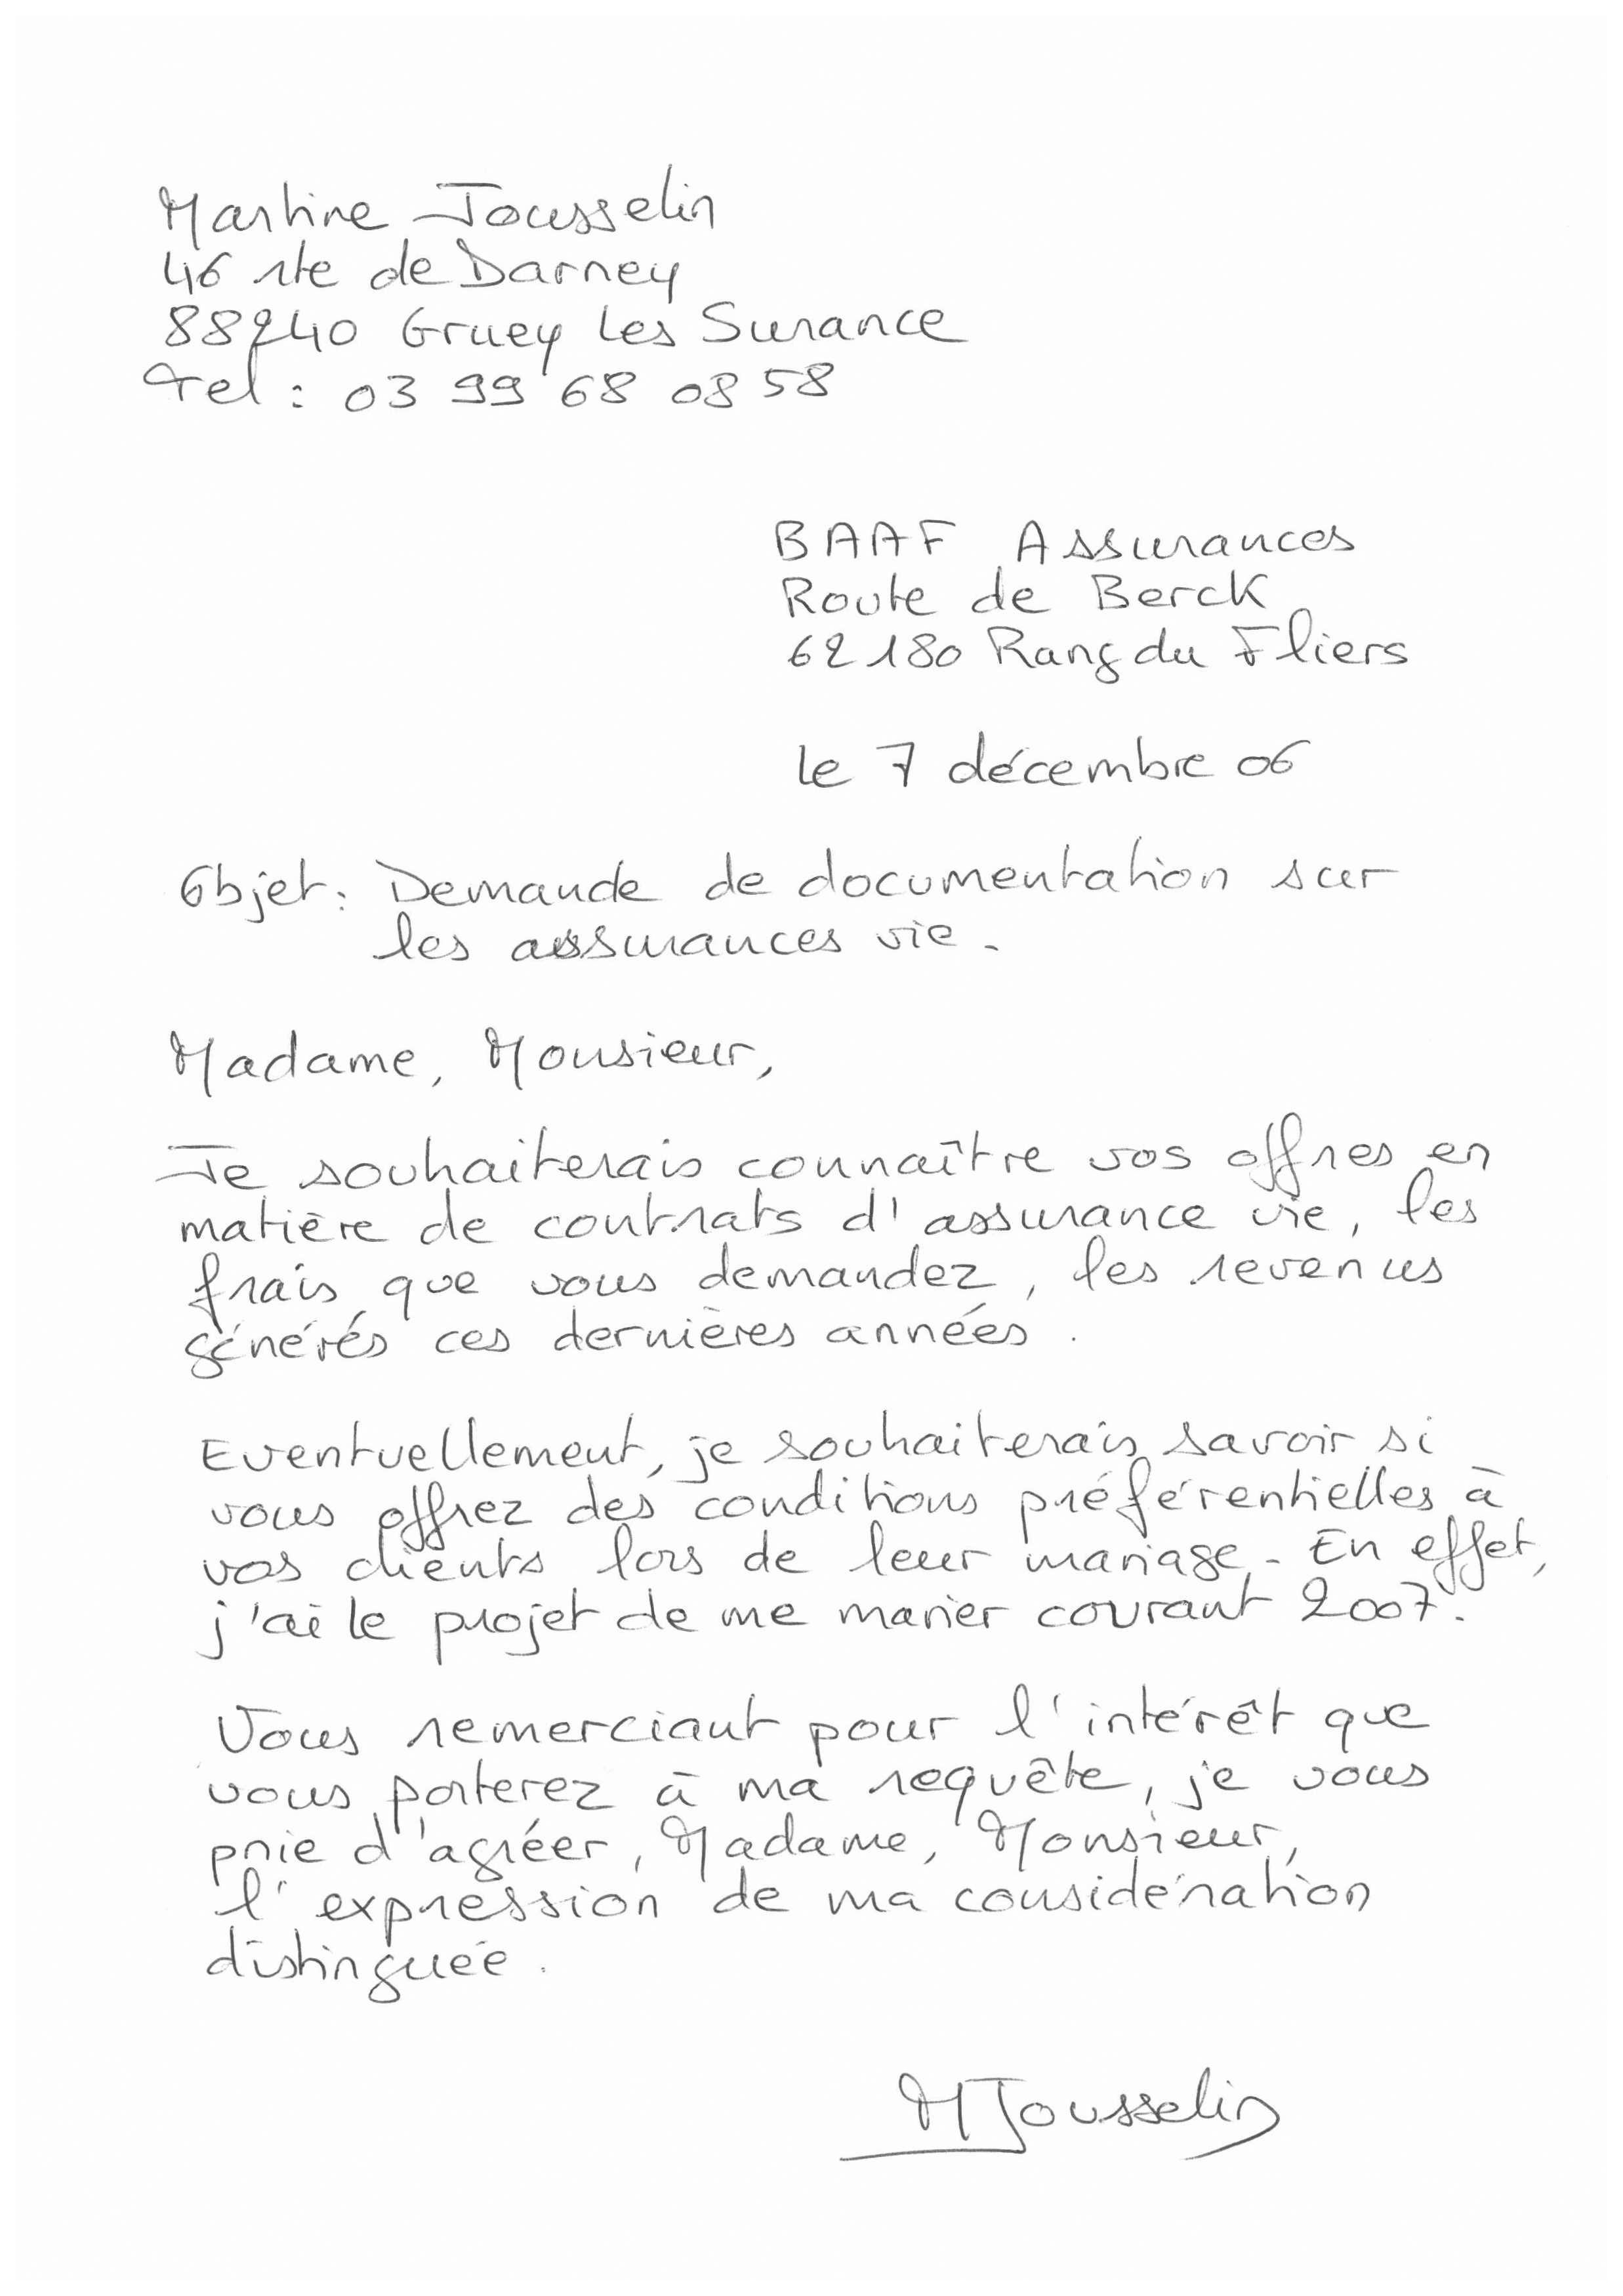 Martine Jousselin
46 rte de Darney
88240 Gruey les Surance
Tel : 03 99 68 08 58
BAAF Assurances
Route de Berck
62180 Rang du Fliers
le 7 décembre 06
Objet : Demande de documentation sur
les assurances vie.
Madame, Monsieur,
Je souhaiterais connaître vos offres en
matière de contrats d'assurance vie, les
frais que vous demandez, les revenus
générés ces dernières années.
Eventuellement, je souhaiterais savoir si
vous offrez des conditions préférentielles à
vos clients lors de leur mariage. En effet,
j'ai le projet de me marier courant 2007.
Vous remerciant pour l'intérêt que
vous porterez à ma requête, je vous
prie d'agréer, Madame, Monsieur,
l'expression de ma considération
distinguée.
MJousselin